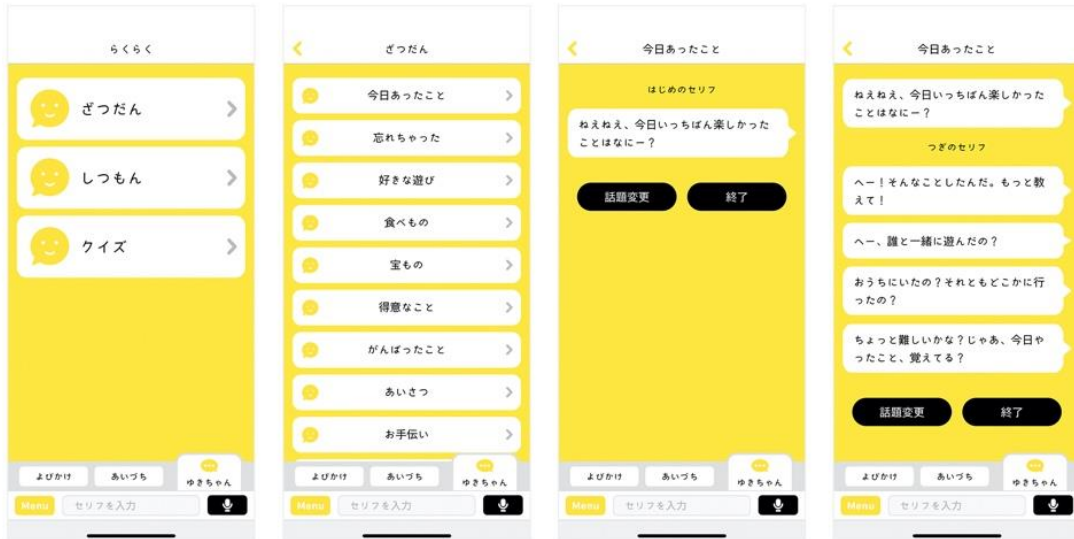 らくらく
ざつだん
しつもん
クイズ
よびかけ
あいづち
ゆきちゃん
Menu
セリフを入力
ざつだん
今日あったこと
忘れちゃった
好きな遊び
食べもの
宝もの
得意なこと
がんばったこと
あいさつ
お手伝い
よびかけ
あいづち
ゆきちゃん
Menu
セリフを入力
今日あったこと
はじめのセリフ
ねえねえ、今日いっちばん楽しかった
ことはなにー？
話題変更
終了
よびかけ
あいづち
ゆきちゃん
Menu
セリフを入力
今日あったこと
ねえねえ、今日いっちばん楽しかった
ことはなにー？
つぎのセリフ
へー！そんなことしたんだ。もっと教
えて！
へー、誰と一緒に遊んだの？
おうちにいたの？それともどこかに行
ったの？
ちょっと難しいかな？じゃあ、今日や
ったこと、覚えてる？
話題変更
終了
よびかけ
あいづち
ゆきちゃん
Menu
セリフを入力